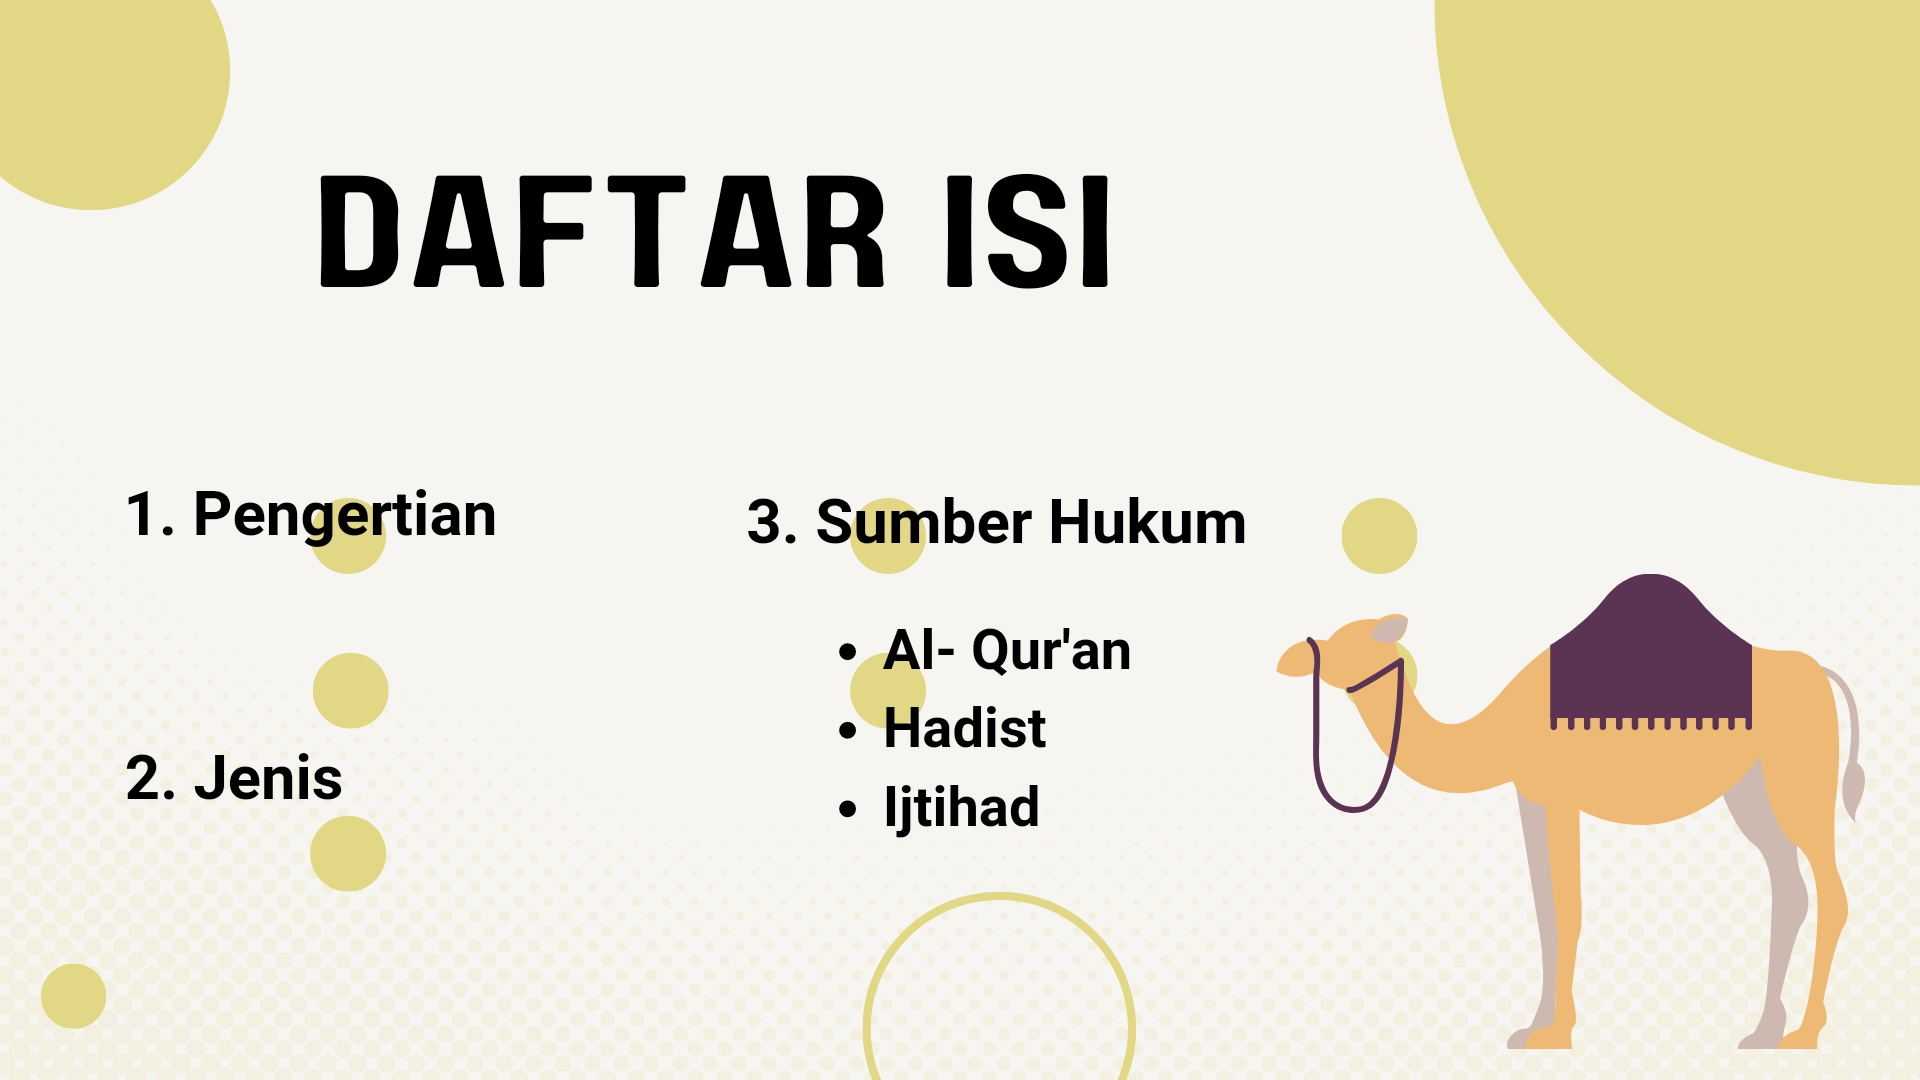 DAFTAR ISI
1. Pengertian
2. Jenis
3. Sumber Hukum
• Al- Qur'an
• Hadist
• Ijtihad